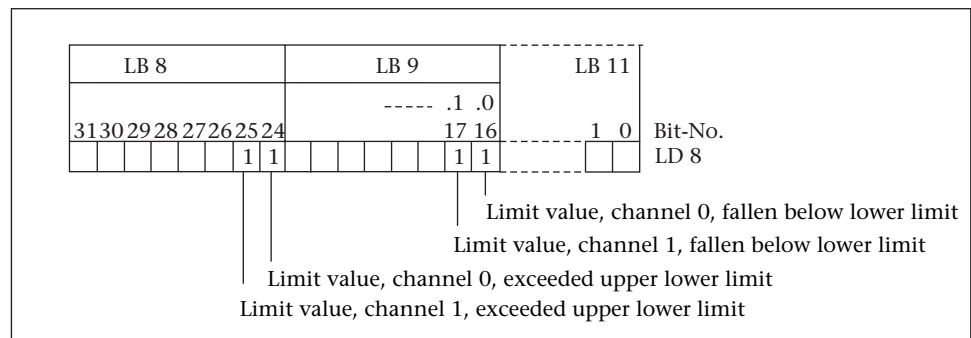 LB 8 LB 9 LB 11
----- .1 .0
31 30 29 28 27 26 25 24 17 16 1 0 Bit-No.
1 1 1 1 LD 8
Limit value, channel 0, fallen below lower limit
Limit value, channel 1, fallen below lower limit
Limit value, channel 0, exceeded upper lower limit
Limit value, channel 1, exceeded upper lower limit